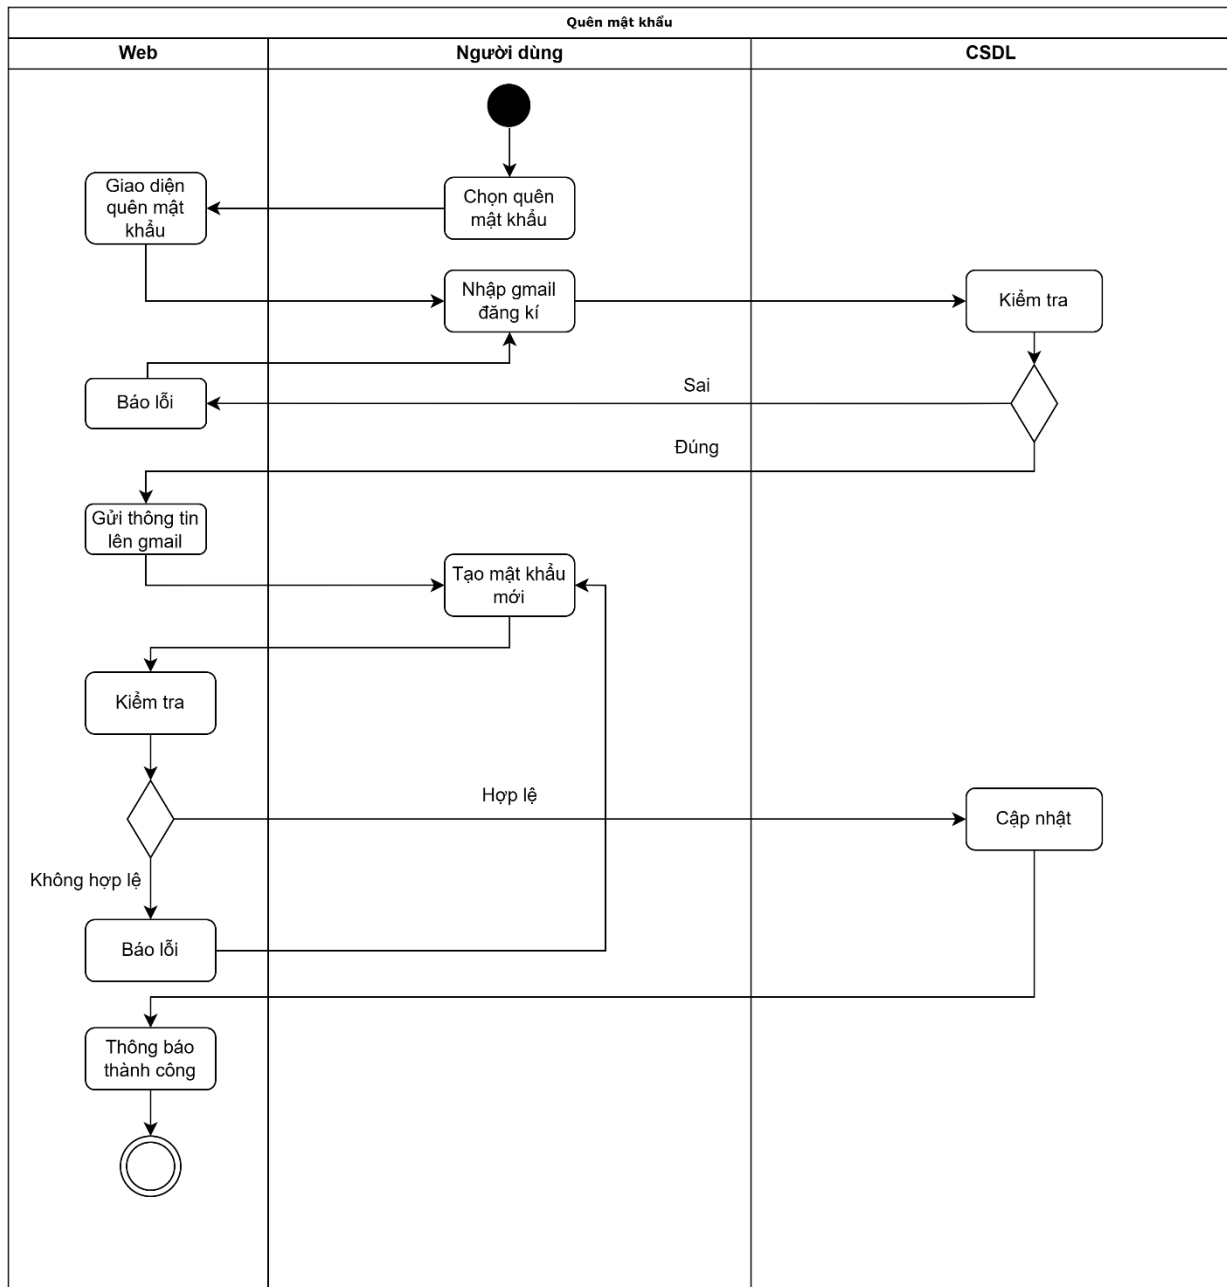 Quên mật khẩu
Web
Người dùng
CSDL
Giao diện
quên mật
khẩu
Chọn quên
mật khẩu
Nhập gmail
đăng kí
Kiểm tra
Báo lỗi
Sai
Đúng
Gửi thông tin
lên gmail
Tạo mật khẩu
mới
Kiểm tra
Hợp lệ
Cập nhật
Không hợp lệ
Báo lỗi
Thông báo
thành công